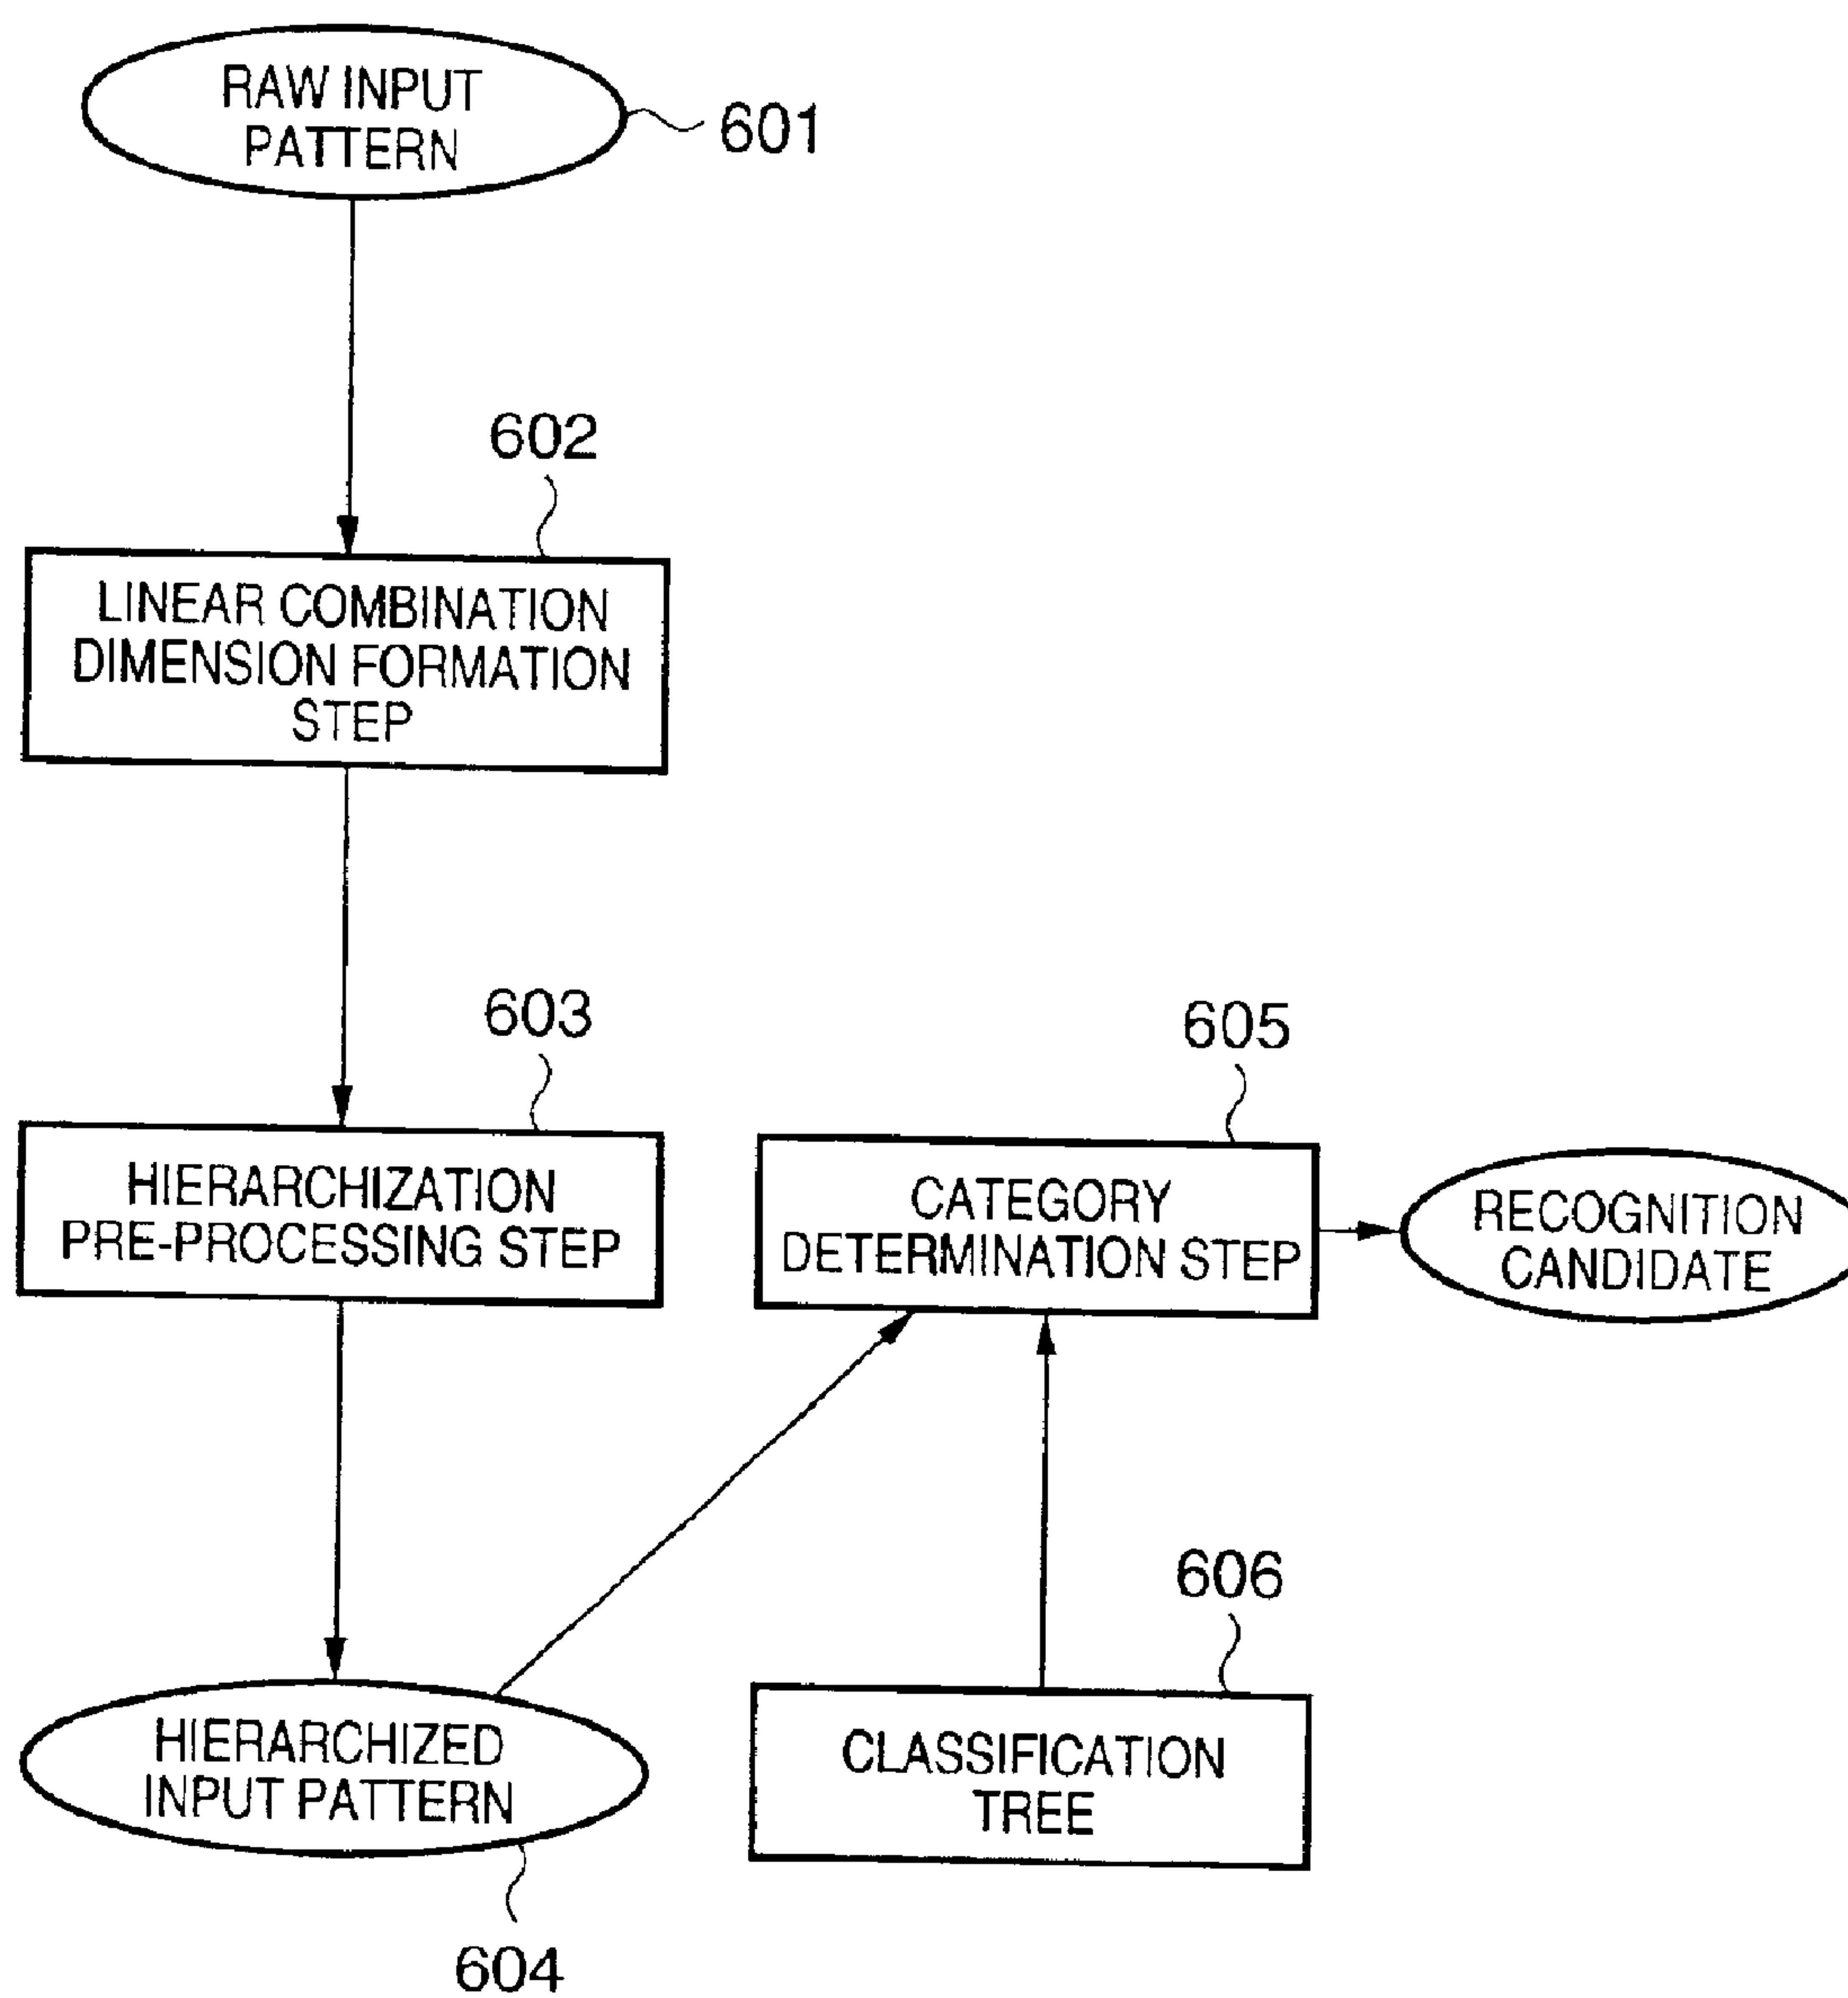 RAW INPUT
PATTERN
601
602
LINEAR COMBINATION
DIMENSION FORMATION
STEP
603
HIERARCHIZATION
PRE-PROCESSING STEP
605
CATEGORY
DETERMINATION STEP
RECOGNITION
CANDIDATE
606
HIERARCHIZED
INPUT PATTERN
604
CLASSIFICATION
TREE